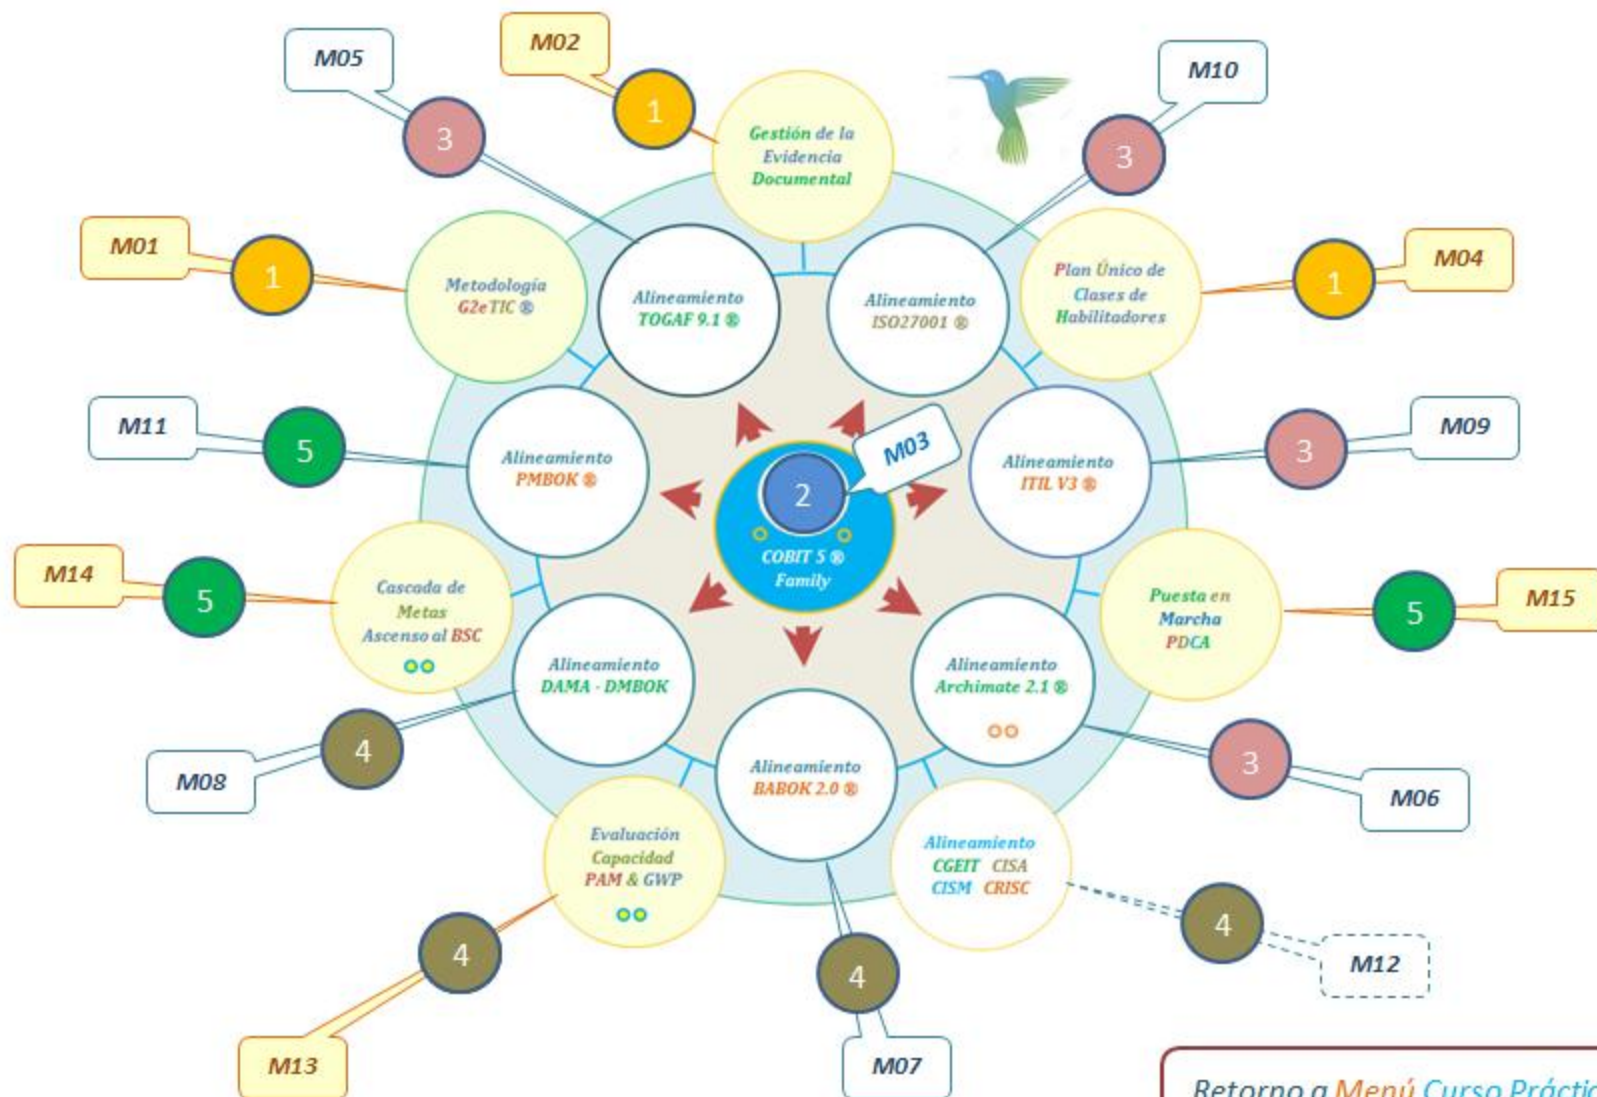 M05
M02
M10
3
1
3
Gestión de la
Evidencia
Documental
M01
1
Metodología
G2eTIC ®
Alineamiento
TOGAF 9.1 ®
Alineamiento
ISO27001 ®
Plan Único de
Clases de
Habilitadores
1
M04
M11
5
Alineamiento
PMBOK ®
M03
2
COBIT 5 ®
Family
Alineamiento
ITIL V3 ®
3
M09
M14
5
Cascada de
Metas
Ascenso al BSC
Puesta en
Marcha
PDCA
5
M15
Alineamiento
DAMA - DMBOK
Alineamiento
Archimate 2.1 ®
M08
4
Alineamiento
BABOK 2.0 ®
3
M06
Evaluación
Capacidad
PAM & GWP
Alineamiento
CGEIT CISA
CISM CRISC
4
4
4
M12
M13
M07
Retorno a Menú Curso Práctic